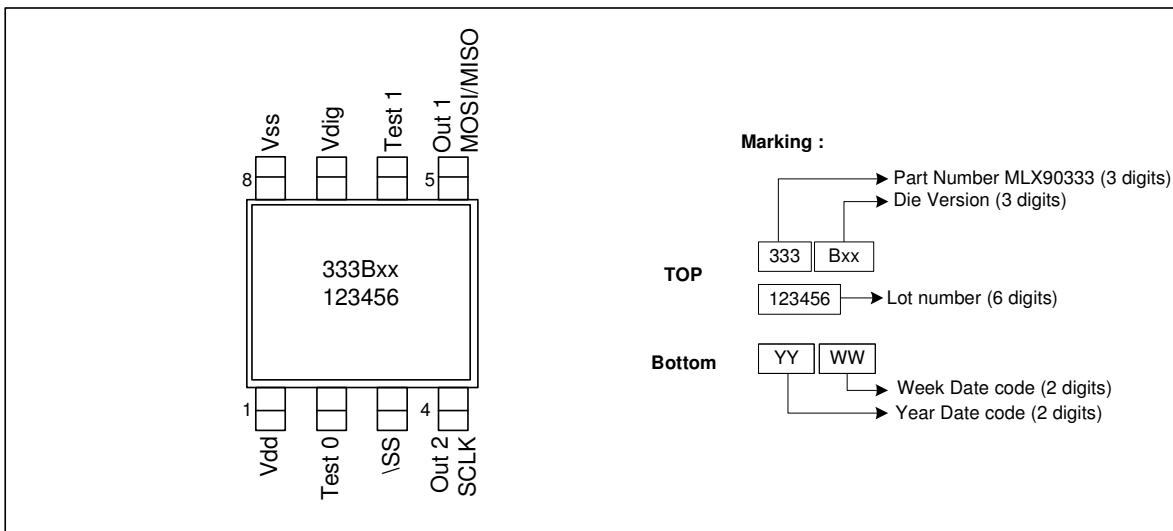 Vss
Vdig
Test 1
Out 1
MOSI/MISO
8
5
333Bxx
123456
1
4
Vdd
Test 0
\SS
Out 2
SCLK
Marking :
Part Number MLX90333 (3 digits)
Die Version (3 digits)
TOP
333 Bxx
123456 Lot number (6 digits)
Bottom
YY WW
Week Date code (2 digits)
Year Date code (2 digits)